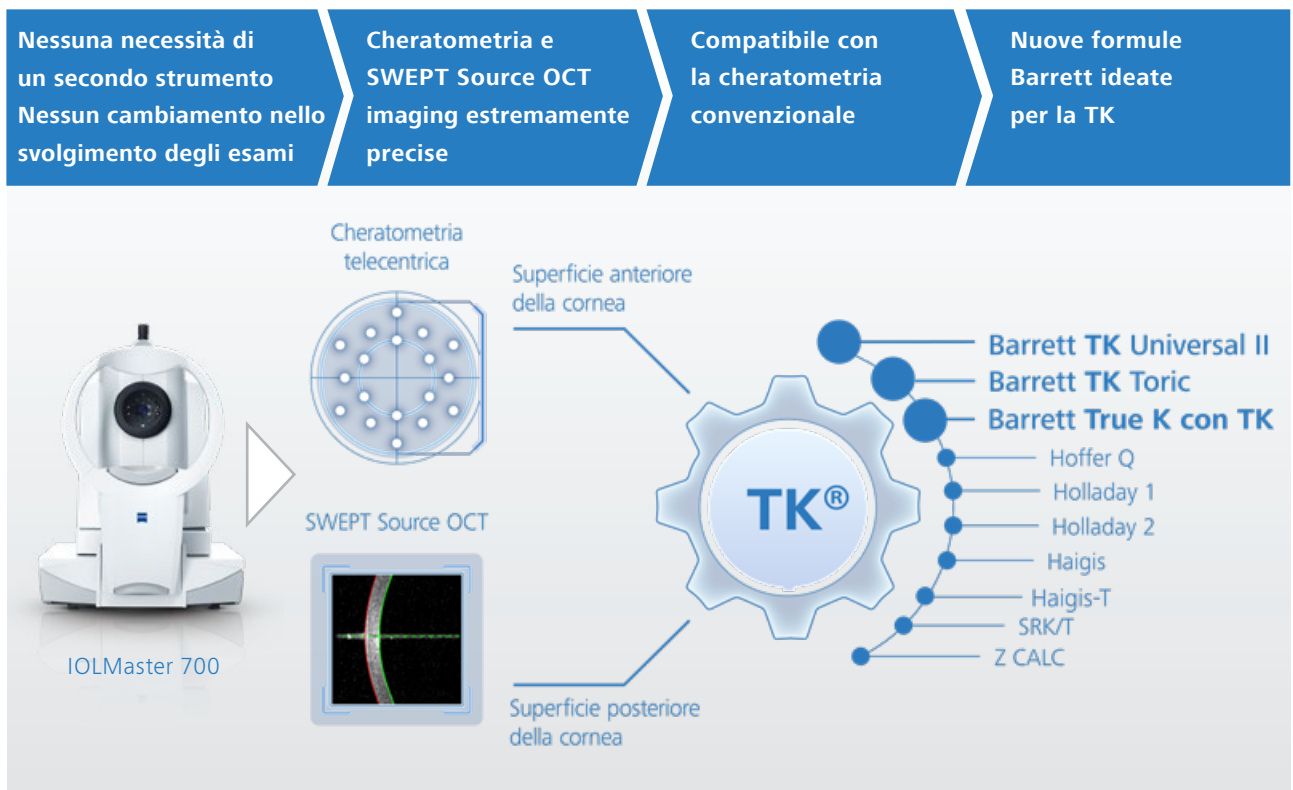 Nessuna necessità di
un secondo strumento
Nessun cambiamento nello
svolgimento degli esami
Cheratometria e
SWEPT Source OCT
imaging estremamente
precise
Compatibile con
la cheratometria
convenzionale
Nuove formule
Barrett ideate
per la TK
Cheratometria
telecentrica
Superficie anteriore
della cornea
SWEPT Source OCT
IOLMaster 700
Superficie posteriore
della cornea
TK®
Barrett TK Universal II
Barrett TK Toric
Barrett True K con TK
Hoffer Q
Holladay 1
Holladay 2
Haigis
Haigis-T
SRK/T
Z CALC